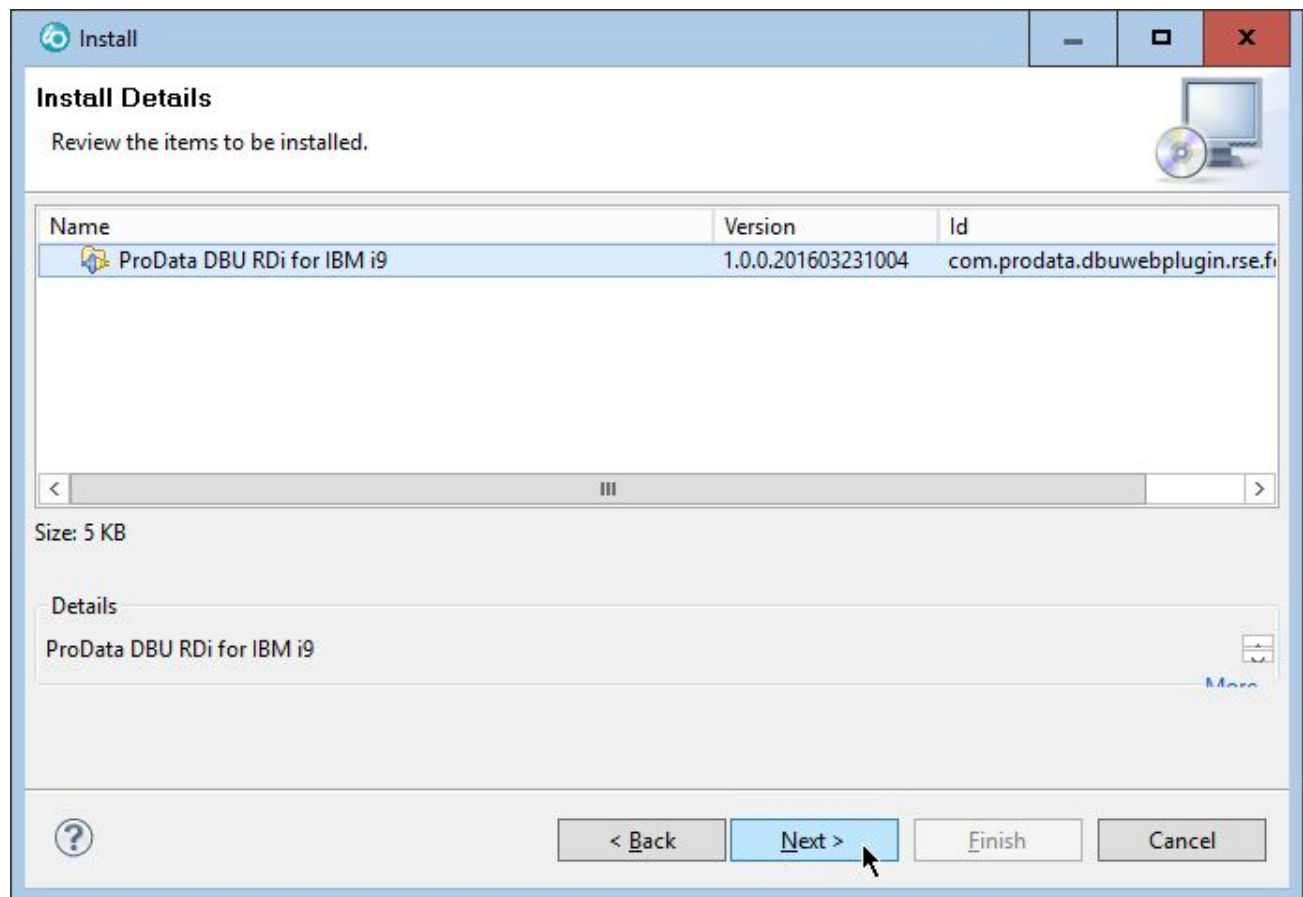 Install
Install Details
Review the items to be installed.
Name Version Id
ProData DBU RDi for IBM i9 1.0.0.201603231004 com.prodata.dbuwebplugin.rse.f
Size: 5 KB
Details
ProData DBU RDi for IBM i9
More
? < Back Next > Finish Cancel